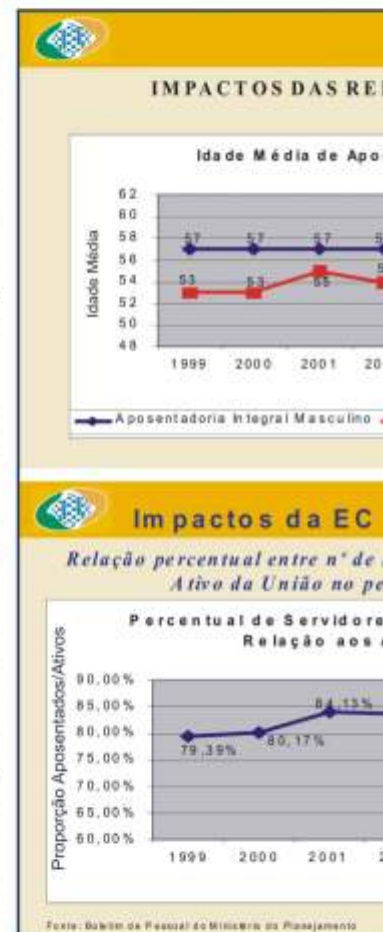 IMPACTOS DAS
Idade Média de
62
60
58
56
54
52
50
48
Idade Média
57 57 57
53 53 55
1999 2000 2001
Aposentadoria Integral Masculino
Impactos da EC
Relação percentual entre nº de
Ativo da União no
Percentual de
Relação aos
Proporção Aposentados/Ativos
90,00%
85,00%
80,00%
75,00%
70,00%
65,00%
60,00%
79,39% 80,17% 84,13%
1999 2000 2001
Fonte: Boletim de Pessoal do Ministério do Planejamento